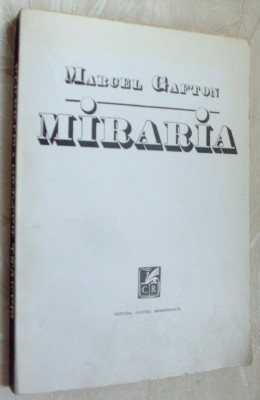 MARCEL GAFTON
MIRARIA
CR
EDITURA CARTEA ROMÂNEASCĂ